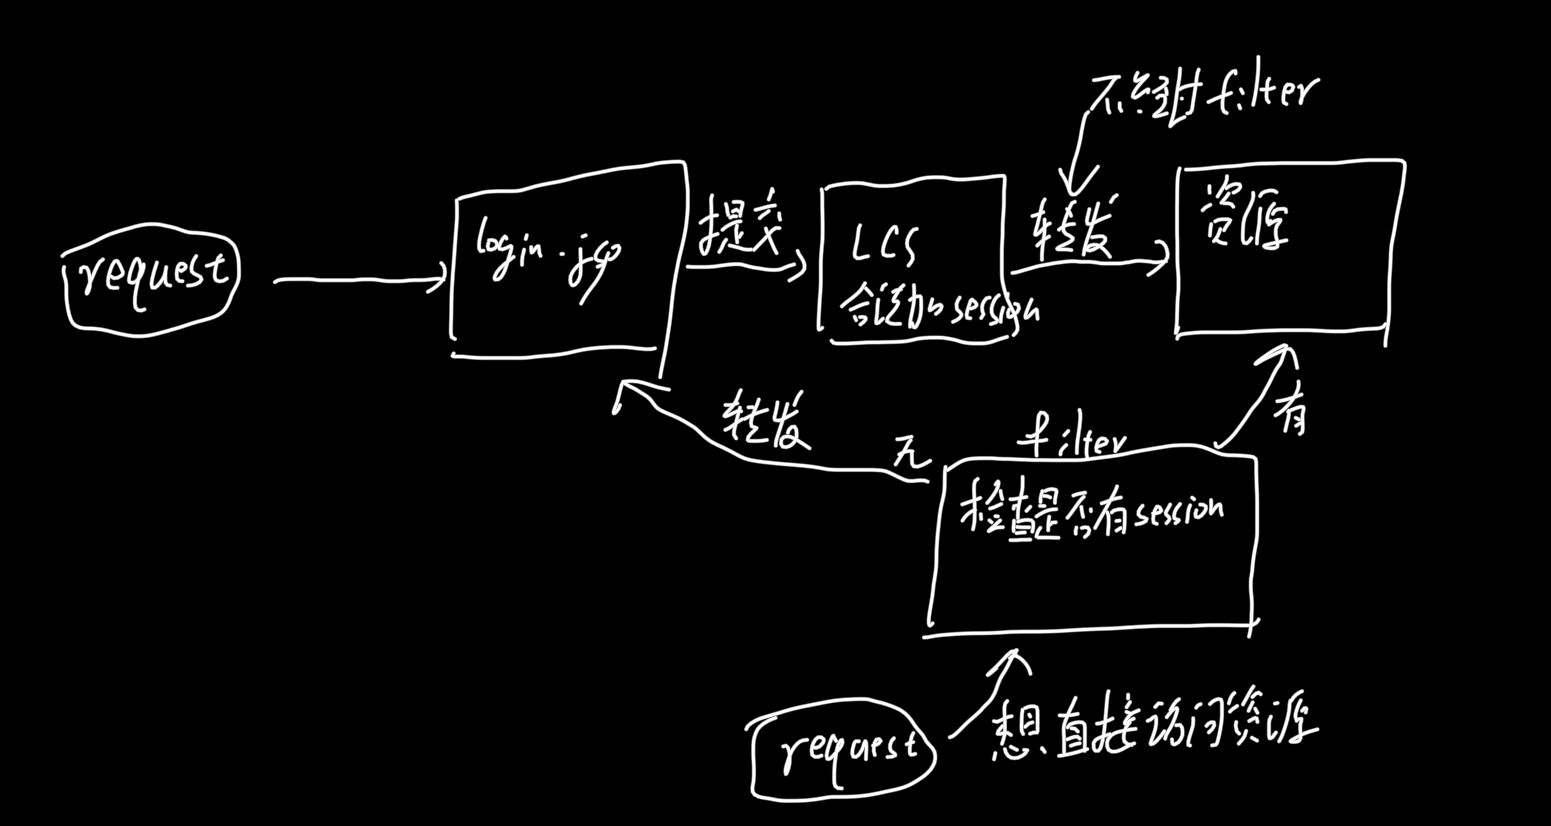 不经过filter
request
login.jsp
提交
LCS
合法加session
转发
资源
转发
无
filter
有
检查是否有session
request
想直接访问资源